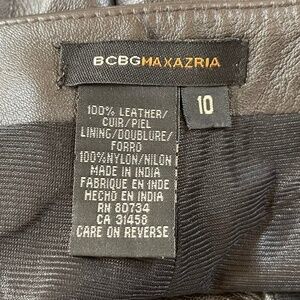 BCBGMAXAZRIA
10
100% LEATHER/
CUIR/PIEL
LINING/DOUBLURE/
FORRO
100%NYLON/NILON
MADE IN INDIA
FABRIQUE EN INDE
HECHO EN INDIA
RN 80734
CA 31458
CARE ON REVERSE